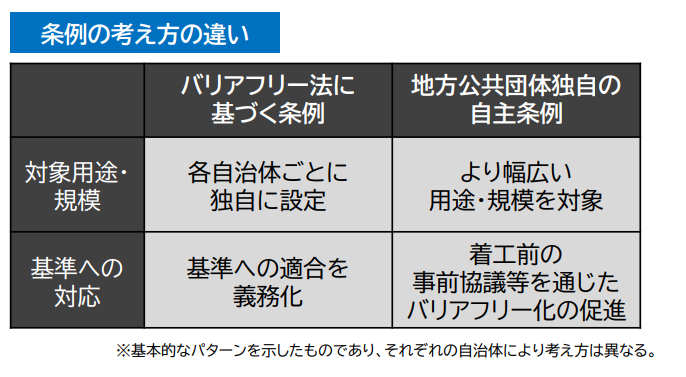 条例の考え方の違い
バリアフリー法に
基づく条例
地方公共団体独自の
自主条例
対象用途・
規模
各自治体ごとに
独自に設定
より幅広い
用途・規模を対象
基準への
対応
基準への適合を
義務化
着工前の
事前協議等を通じた
バリアフリー化の促進
※基本的なパターンを示したものであり、それぞれの自治体により考え方は異なる。